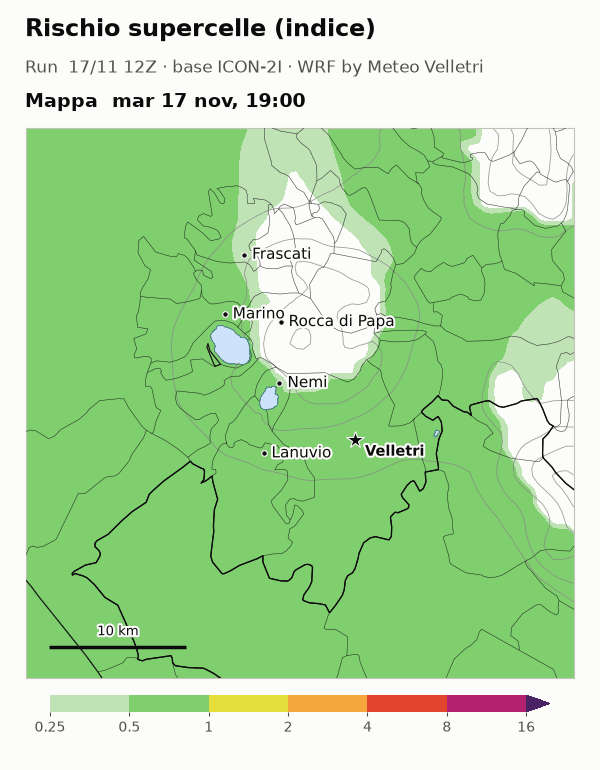 Rischio supercelle (indice)
Run  17/11 12Z · base ICON-2I · WRF by Meteo Velletri
Mappa  mar 17 nov, 19:00
Frascati
Marino
Rocca di Papa
Nemi
Velletri
Lanuvio
10 km
0.25 0.5 1 2 4 8 16